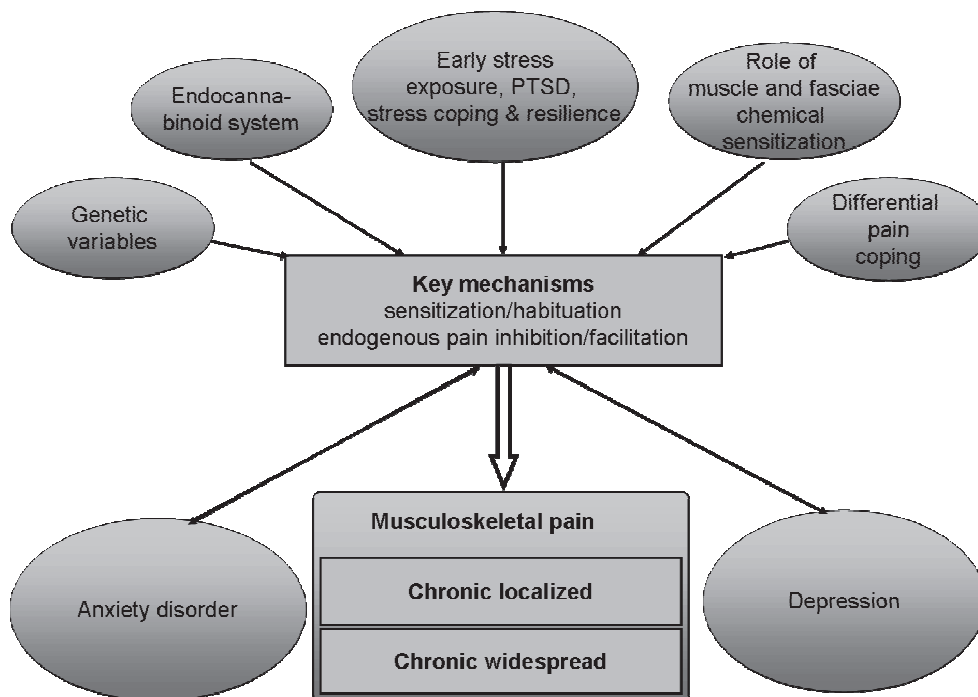 Early stress
exposure, PTSD,
stress coping & resilience
Endocanna-
binoid system
Role of
muscle and fasciae
chemical
sensitization
Genetic
variables
Differential
pain
coping
Key mechanisms
sensitization/habituation
endogenous pain inhibition/facilitation
Musculoskeletal pain
Chronic localized
Chronic widespread
Anxiety disorder
Depression